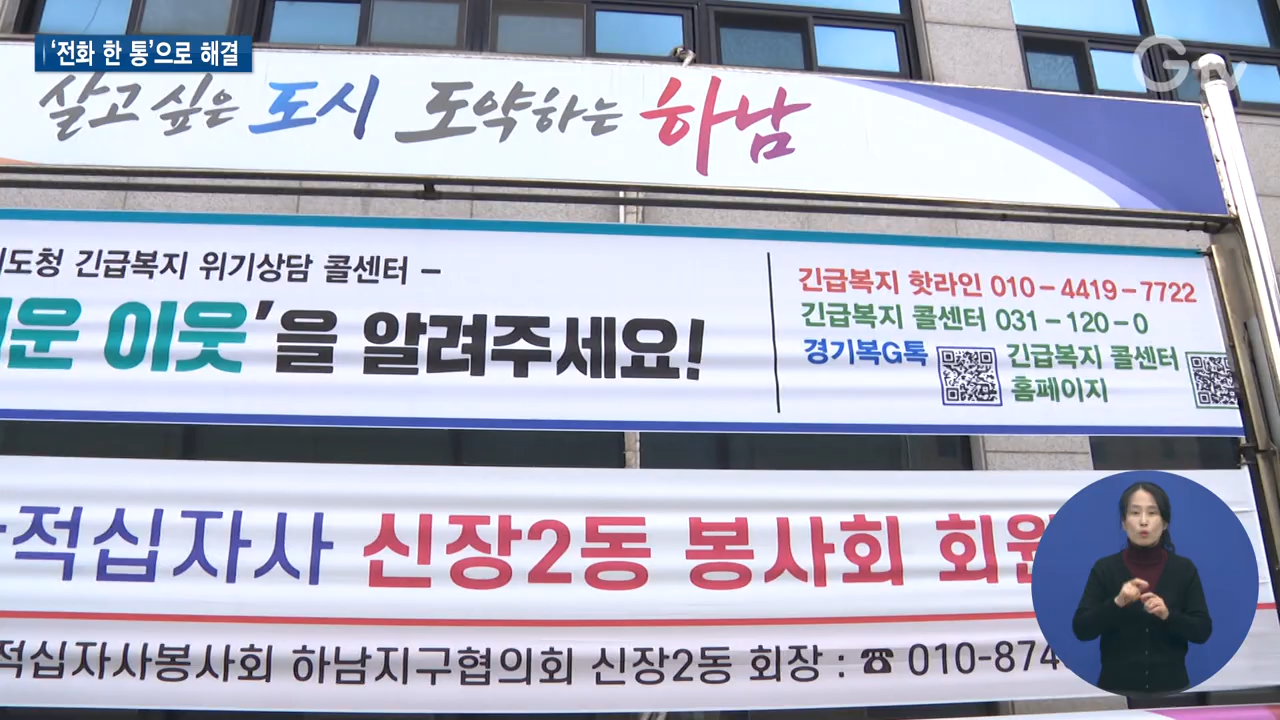 ‘전화 한 통’으로 해결
GTV
살고 싶은 도시 도약하는 하남
도청 긴급복지 위기상담 콜센터 –
운 이웃’을 알려주세요!
긴급복지 핫라인 010-4419-7722
긴급복지 콜센터 031-120-0
경기복G톡
긴급복지 콜센터
홈페이지
적십자사 신장2동 봉사회 회원
적십자사봉사회 하남지구협의회 신장2동 회장 : ☎ 010-874